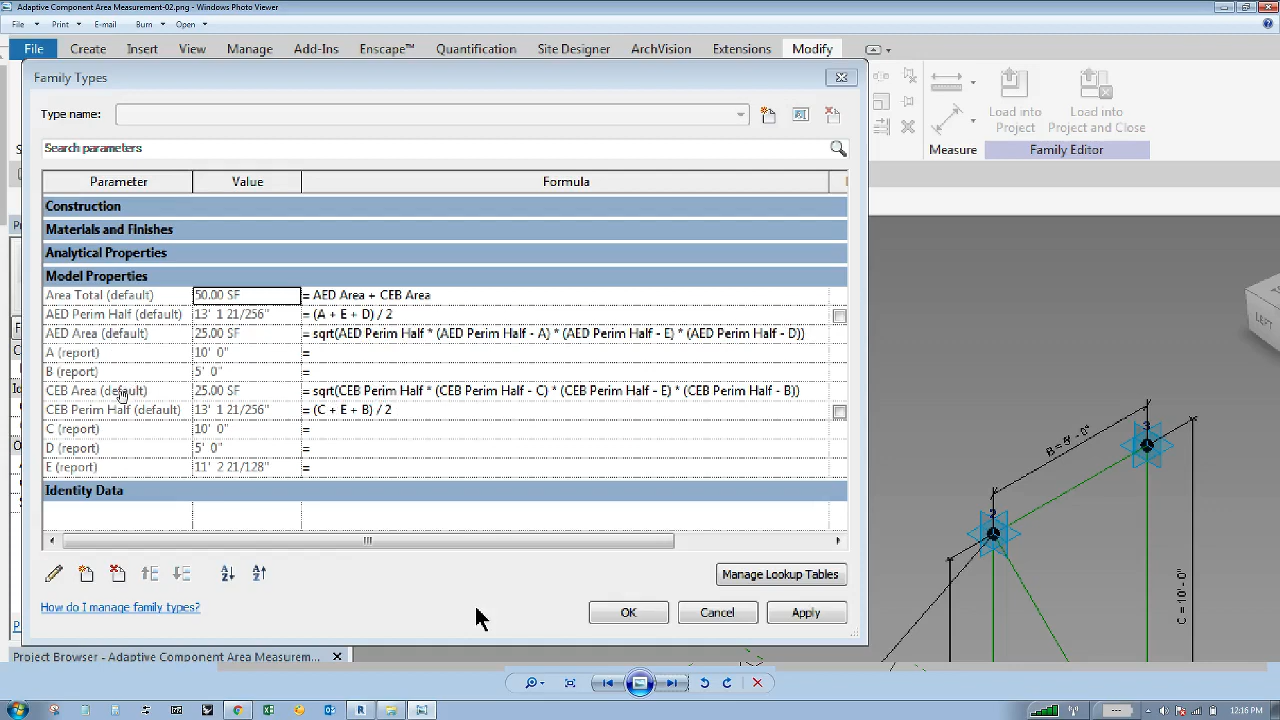 Adaptive Component Area Measurement-02.png - Windows Photo Viewer
File Print E-mail Burn Open
File Create Insert View Manage Add-Ins Enscape™ Quantification Site Designer ArchVision Extensions Modify
Family Types
Type name:
Search parameters
Parameter Value Formula
Construction
Materials and Finishes
Analytical Properties
Model Properties
Area Total (default) 50.00 SF = AED Area + CEB Area
AED Perim Half (default) 13' 1 21/256" = (A + E + D) / 2
AED Area (default) 25.00 SF = sqrt(AED Perim Half * (AED Perim Half - A) * (AED Perim Half - E) * (AED Perim Half - D))
A (report) 10' 0" =
B (report) 5' 0" =
CEB Area (default) 25.00 SF = sqrt(CEB Perim Half * (CEB Perim Half - C) * (CEB Perim Half - E) * (CEB Perim Half - B))
CEB Perim Half (default) 13' 1 21/256" = (C + E + B) / 2
C (report) 10' 0" =
D (report) 5' 0" =
E (report) 11' 2 21/128" =
Identity Data
Manage Lookup Tables
How do I manage family types?
OK Cancel Apply
Load into Project
Load into Project and Close
Measure Family Editor
LEFT
3
2
C = 10' - 0"
Project Browser - Adaptive Component Area Measurem...
12:16 PM